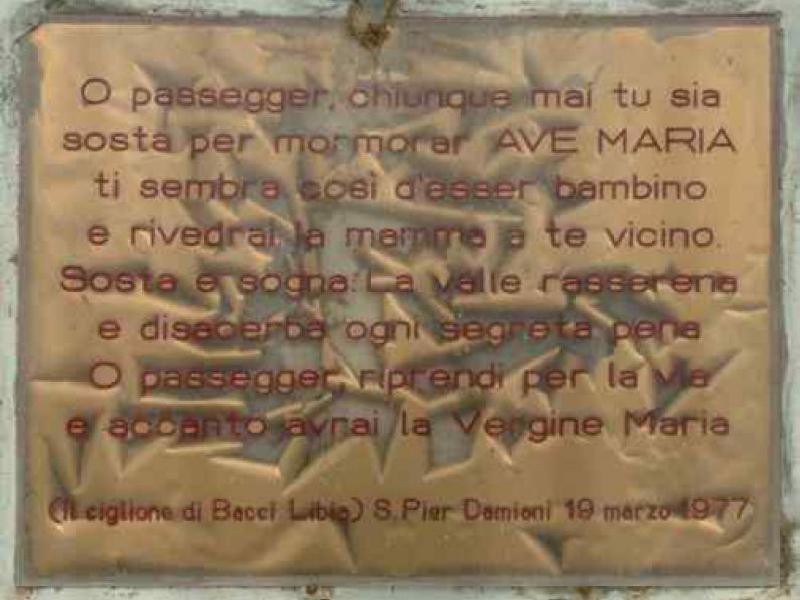 O passegger, chiunque mai tu sia
sosta per mormorar AVE MARIA
ti sembra così d'esser bambino
e rivedrai la mamma a te vicino.
Sosta e sogna: La valle rasserena
e disacerba ogni segreta pena
O passegger, riprendi per la via
e accanto avrai la Vergine Maria
(Il ciglione di Bacci Libia) S. Pier Damiani 19 marzo 1977